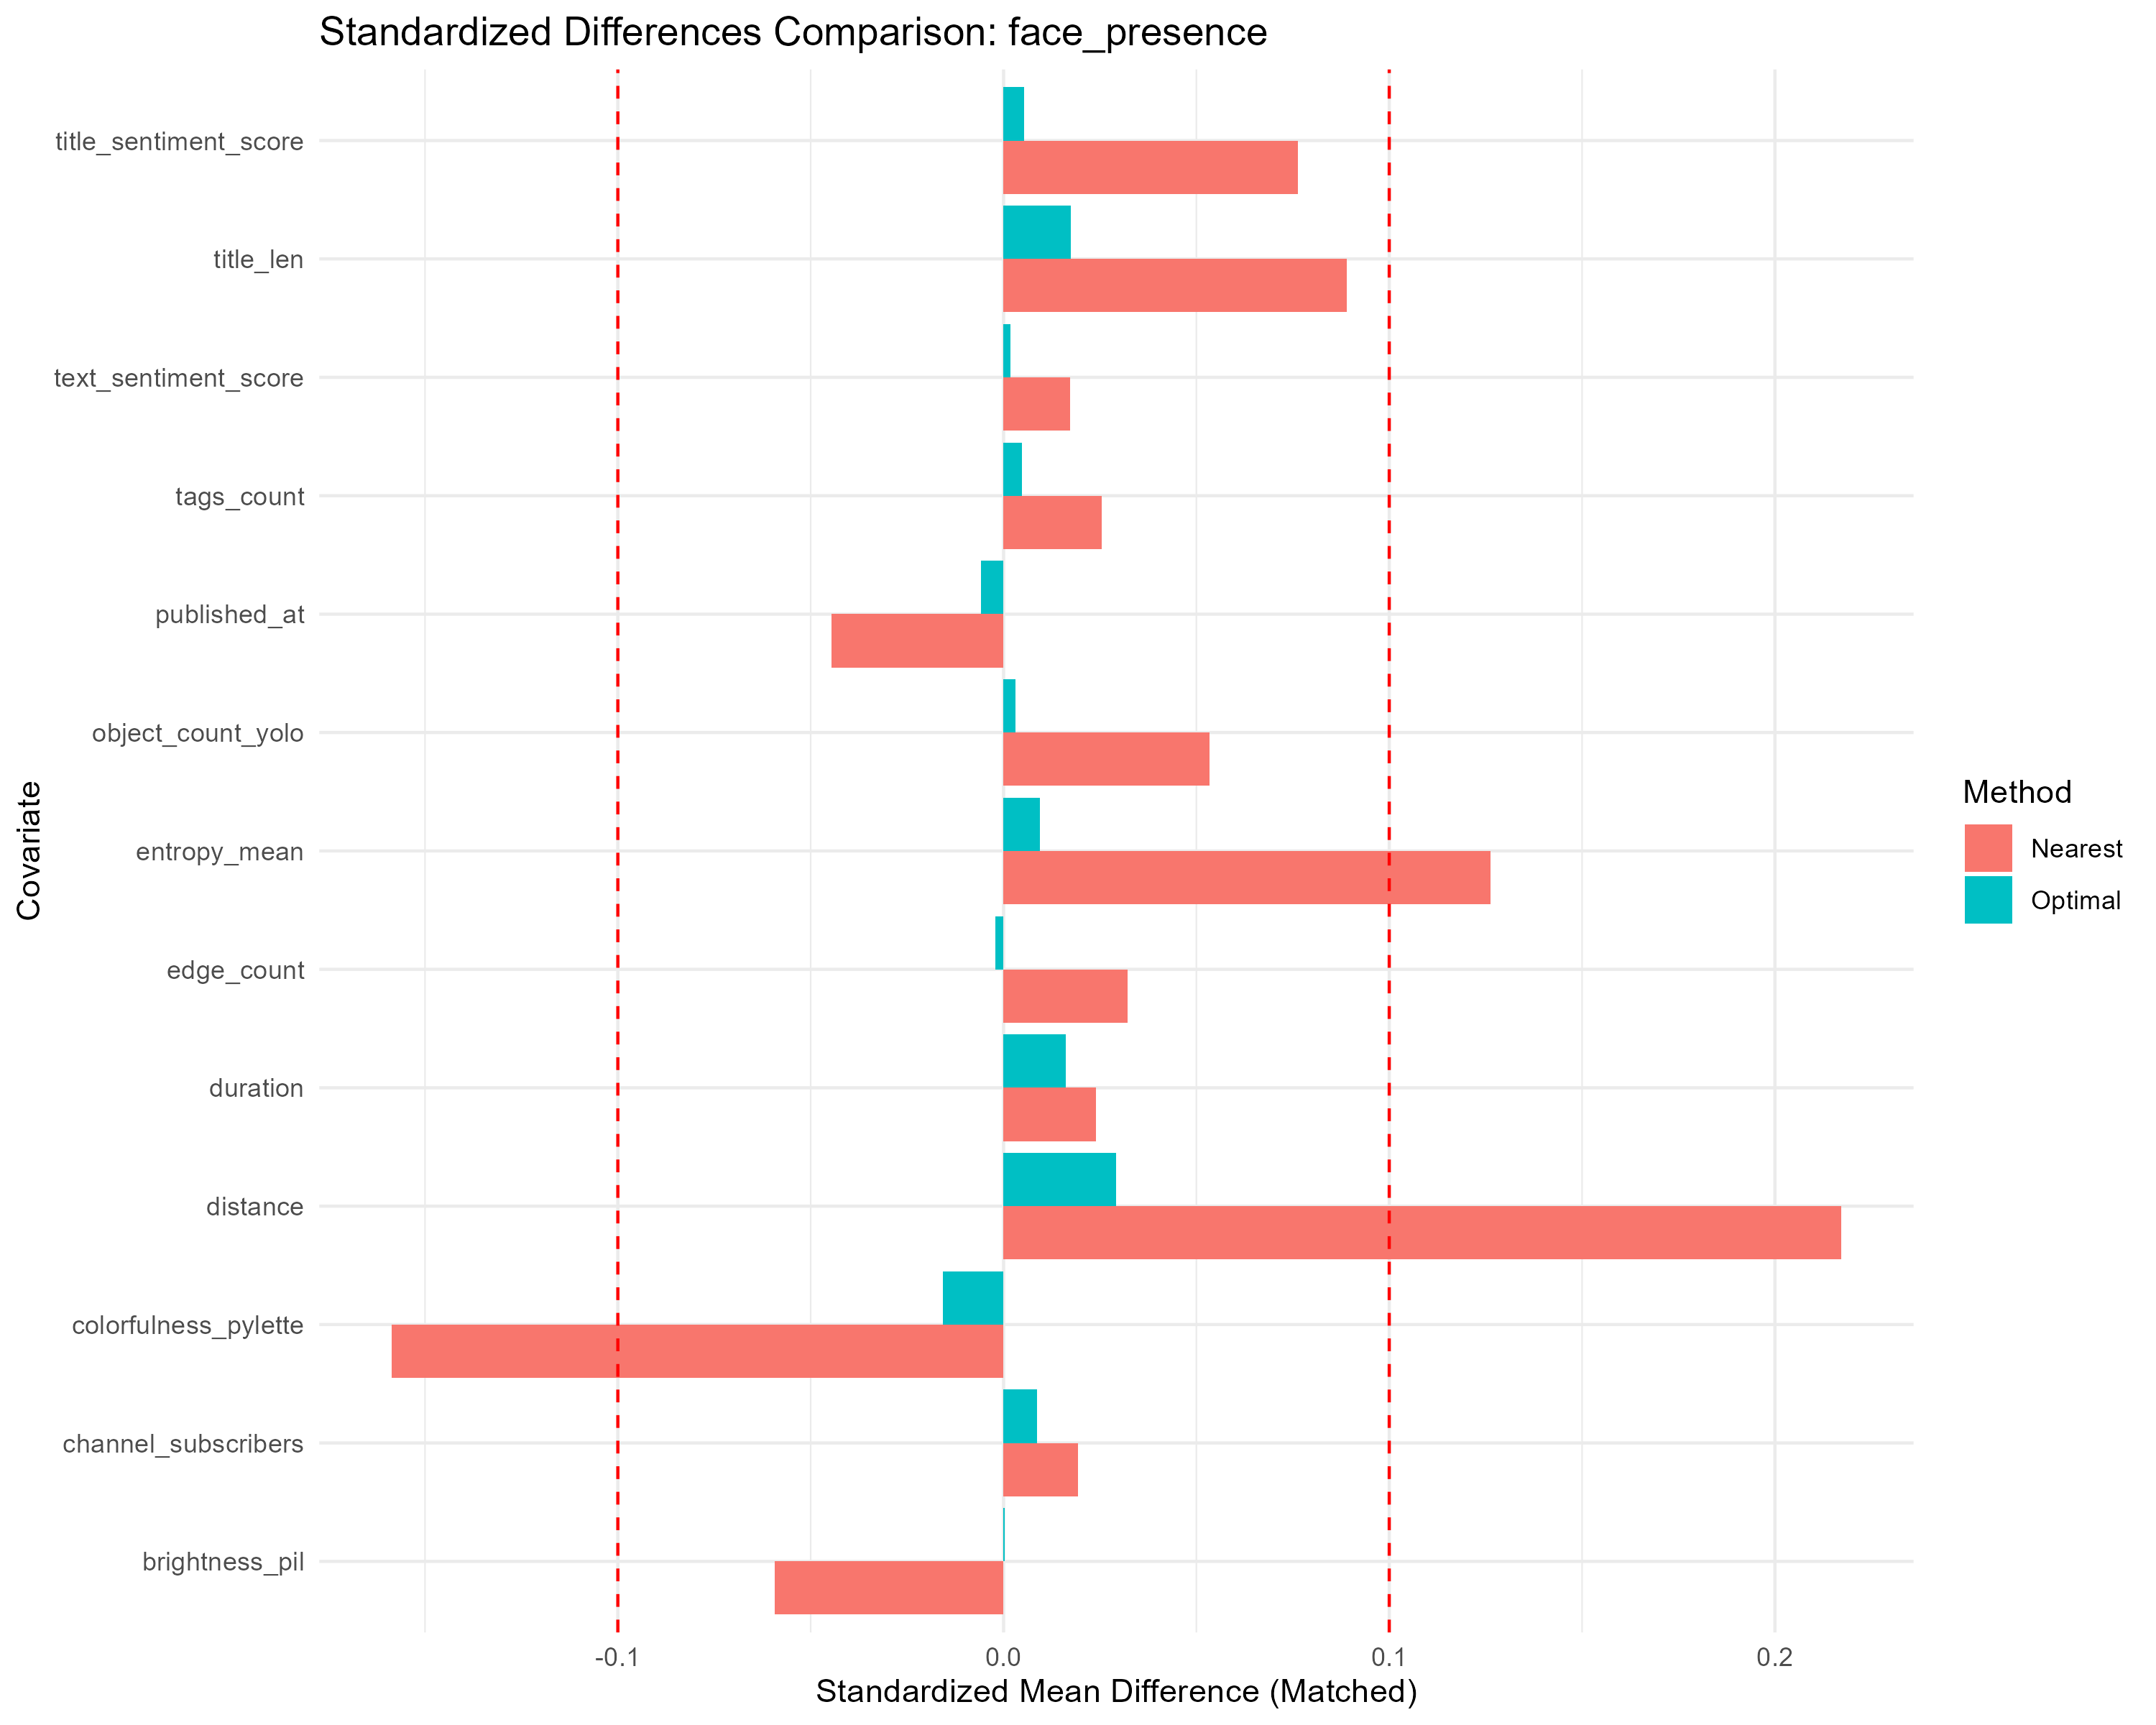 Standardized Differences Comparison: face_presence
title_sentiment_score
title_len
text_sentiment_score
tags_count
published_at
object_count_yolo
entropy_mean
edge_count
duration
distance
colorfulness_pylette
channel_subscribers
brightness_pil
Covariate
-0.1
0.0
0.1
0.2
Standardized Mean Difference (Matched)
Method
Nearest
Optimal